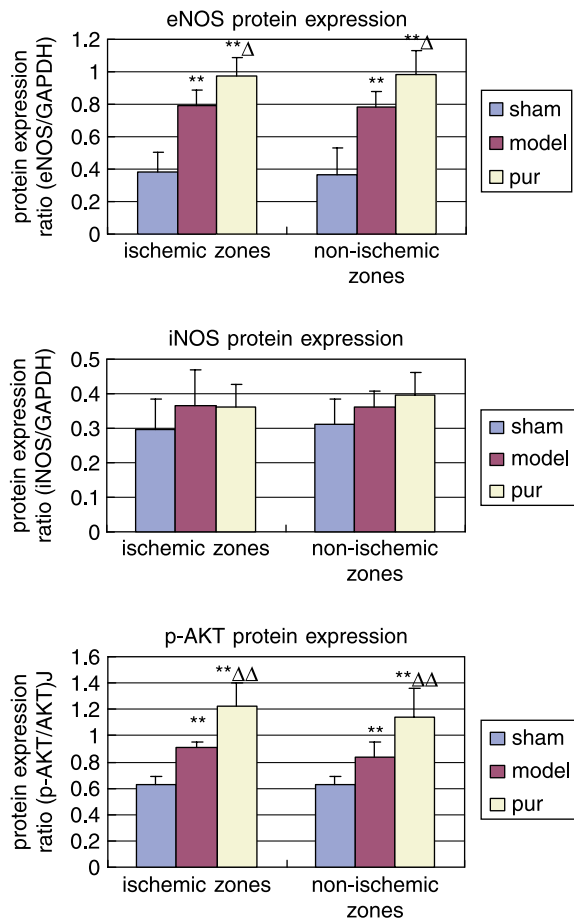 eNOS protein expression
protein expression
ratio (eNOS/GAPDH)
1.2
1
0.8
0.6
0.4
0.2
0
** **Δ
** **Δ
ischemic zones
non-ischemic
zones
sham
model
pur
iNOS protein expression
protein expression
ratio (iNOS/GAPDH)
0.5
0.4
0.3
0.2
0.1
0
ischemic zones
non-ischemic
zones
sham
model
pur
p-AKT protein expression
protein expression
ratio (p-AKT/AKT)J
1.6
1.4
1.2
1
0.8
0.6
0.4
0.2
0
** **ΔΔ
** **ΔΔ
ischemic zones
non-ischemic
zones
sham
model
pur